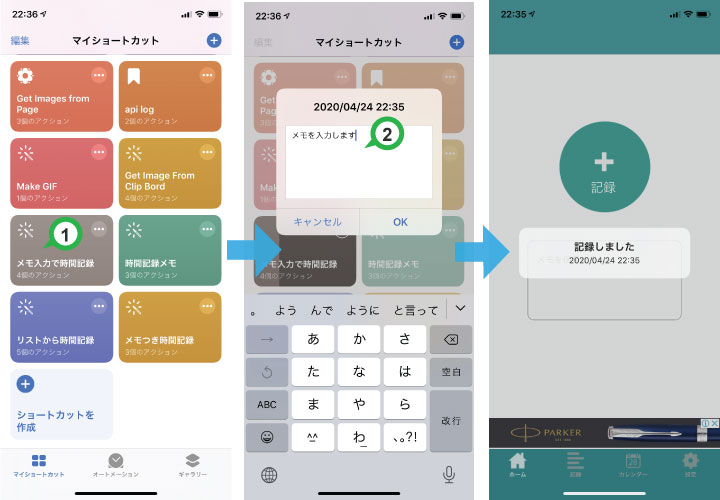 22:36
編集
マイショートカット
Get Images from
Page
3個のアクション
api log
2個のアクション
Make GIF
1個のアクション
Get Image From
Clip Bord
4個のアクション
1
メモ入力で時間記録
4個のアクション
時間記録メモ
3個のアクション
リストから時間記録
5個のアクション
メモつき時間記録
3個のアクション
ショートカットを
作成
マイショートカット
オートメーション
ギャラリー
22:36
編集
マイショートカット
2020/04/24 22:35
メモを入力します
2
キャンセル
OK
メモ入力で時間記録
4個のアクション
時間記録メモ
3個のアクション
。 よう んで ように と言って
→ あ か さ
た な は 空白
ABC ま や ら
改行
^^ わ 、。?!
22:35
+
記録
記録しました
2020/04/24 22:35
PARKER
ホーム
記録
カレンダー
設定